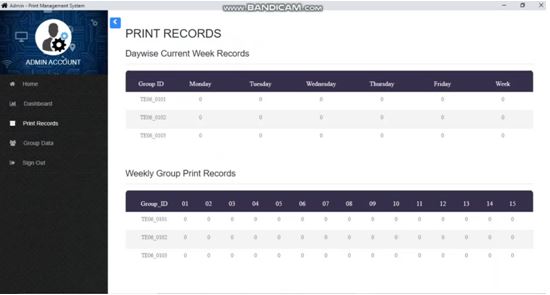 Admin - Print Management System
www.BANDICAM.com
ADMIN ACCOUNT
Home
Dashboard
Print Records
Group Data
Sign Out
PRINT RECORDS
Daywise Current Week Records
Group ID Monday Tuesday Wednesday Thursday Friday Week
TE06_0101 0 0 0 0 0 0
TE06_0102 0 0 0 0 0 0
TE06_0103 0 0 0 0 0 0
Weekly Group Print Records
Group_ID 01 02 03 04 05 06 07 08 09 10 11 12 13 14 15
TE06_0101 0 0 0 0 0 0 0 0 0 0 0 0 0 0 0
TE06_0102 0 0 0 0 0 0 0 0 0 0 0 0 0 0 0
TE06_0103 0 0 0 0 0 0 0 0 0 0 0 0 0 0 0